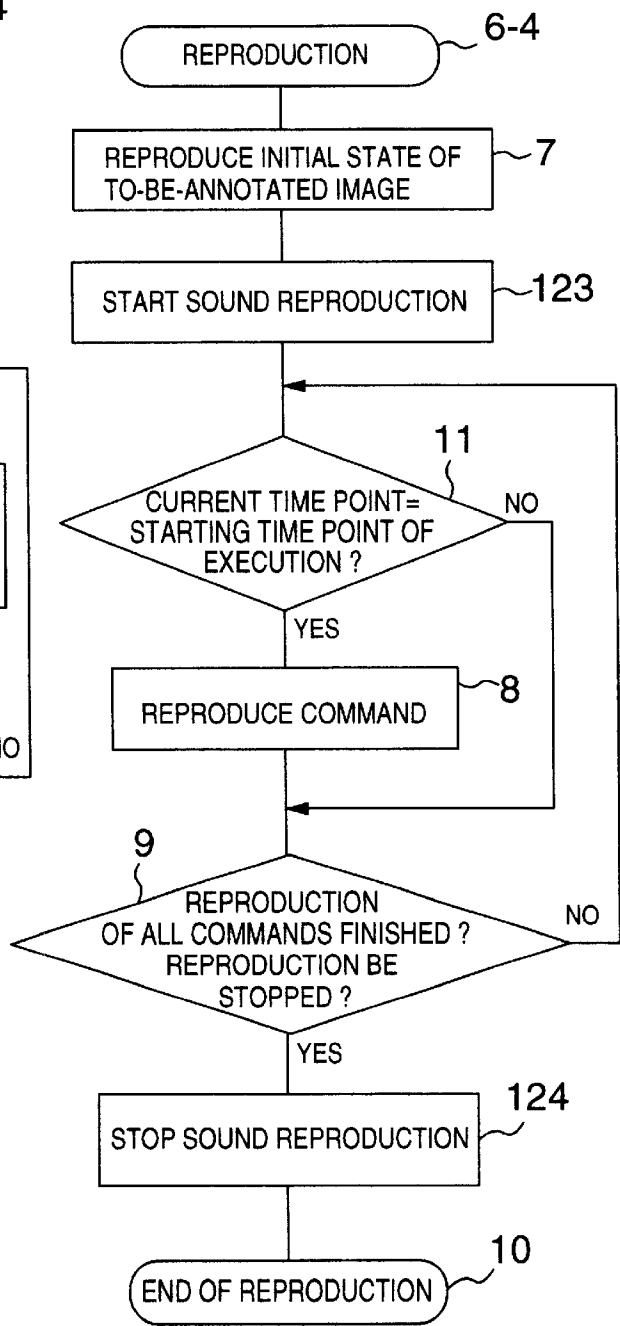 4
REPRODUCTION
6-4
REPRODUCE INITIAL STATE OF
TO-BE-ANNOTATED IMAGE
7
START SOUND REPRODUCTION
123
11
CURRENT TIME POINT=
STARTING TIME POINT OF
EXECUTION ?
NO
YES
REPRODUCE COMMAND
8
9
REPRODUCTION
OF ALL COMMANDS FINISHED ?
REPRODUCTION BE
STOPPED ?
NO
YES
STOP SOUND REPRODUCTION
124
END OF REPRODUCTION
10